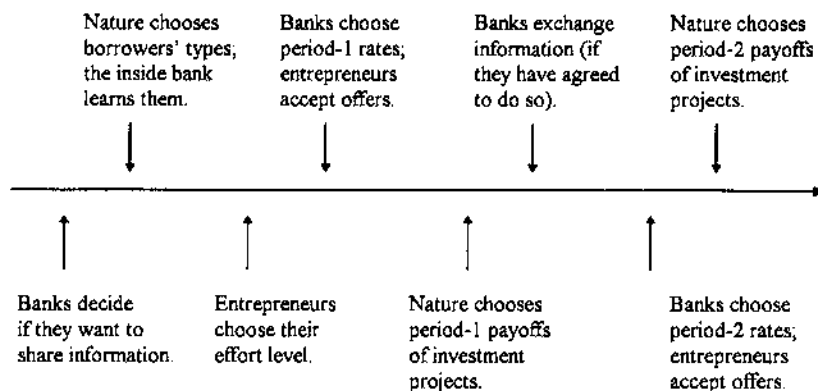 Nature chooses
borrowers' types;
the inside bank
learns them.
Banks choose
period-1 rates;
entrepreneurs
accept offers.
Banks exchange
information (if
they have agreed
to do so).
Nature chooses
period-2 payoffs
of investment
projects.
Banks decide
if they want to
share information.
Entrepreneurs
choose their
effort level.
Nature chooses
period-1 payoffs
of investment
projects.
Banks choose
period-2 rates;
entrepreneurs
accept offers.